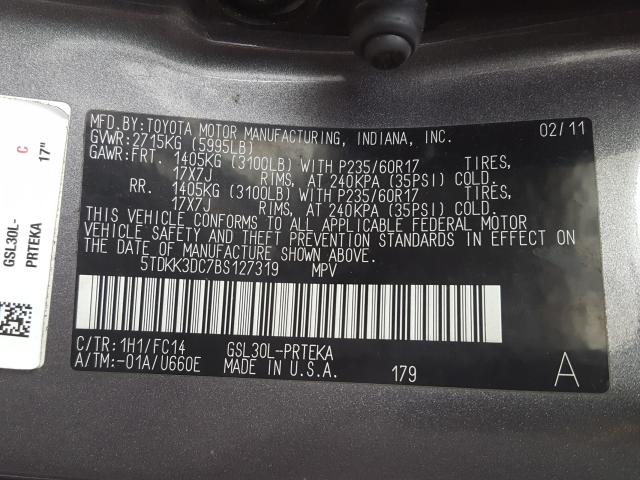 MFD.BY: TOYOTA MOTOR MANUFACTURING, INDIANA, INC. 02/11
GVWR: 2715KG (5995LB)
GAWR: FRT. 1405KG (3100LB) WITH P235/60R17 TIRES,
17X7J RIMS, AT 240KPA (35PSI) COLD.
RR. 1405KG (3100LB) WITH P235/60R17 TIRES,
17X7J RIMS, AT 240KPA (35PSI) COLD.
THIS VEHICLE CONFORMS TO ALL APPLICABLE FEDERAL MOTOR
VEHICLE SAFETY AND THEFT PREVENTION STANDARDS IN EFFECT ON
THE DATE OF MANUFACTURE SHOWN ABOVE.
5TDKK3DC7BS127319 MPV
C/TR: 1H1/FC14 GSL30L-PRTEKA
A/TM:-01A/U660E MADE IN U.S.A. 179 A
C
17"
GSL30L-
PRTEKA